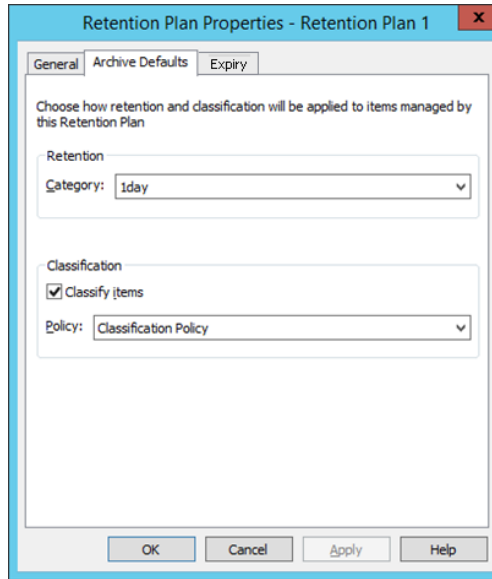 Retention Plan Properties - Retention Plan 1
x
General Archive Defaults Expiry
Choose how retention and classification will be applied to items managed by
this Retention Plan
Retention
Category: 1day
Classification
Classify items
Policy: Classification Policy
OK Cancel Apply Help